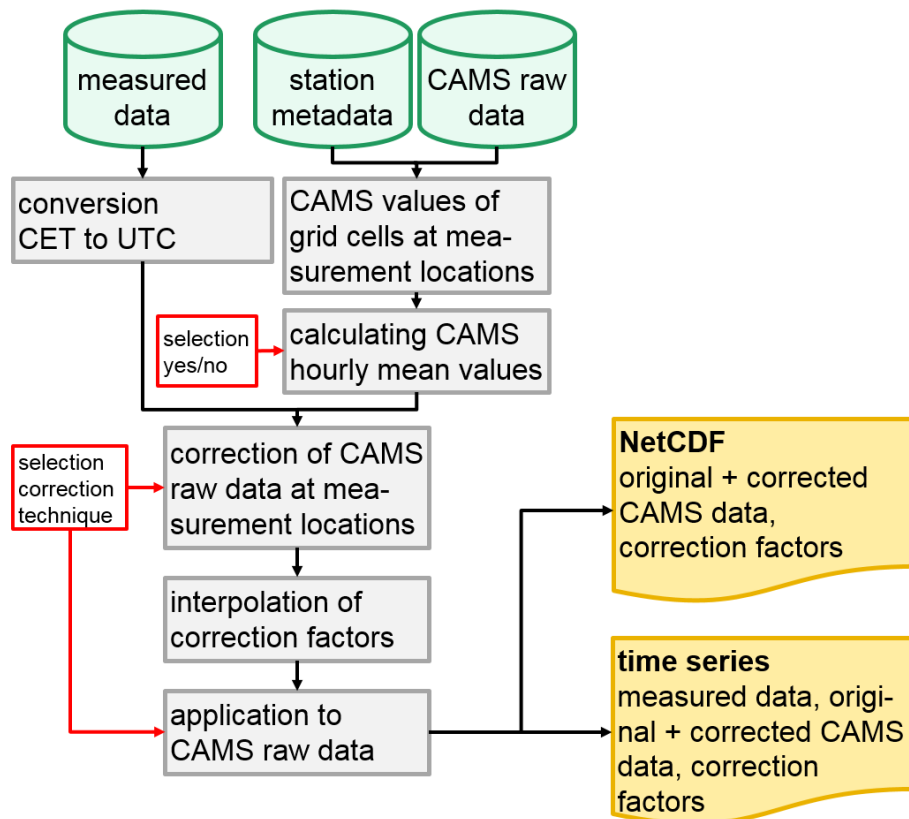 measured
data
station
metadata
CAMS raw
data
conversion
CET to UTC
CAMS values of
grid cells at mea-
surement locations
selection
yes/no
calculating CAMS
hourly mean values
selection
correction
technique
correction of CAMS
raw data at mea-
surement locations
interpolation of
correction factors
application to
CAMS raw data
NetCDF
original + corrected
CAMS data,
correction factors
time series
measured data, origi-
nal + corrected CAMS
data, correction
factors